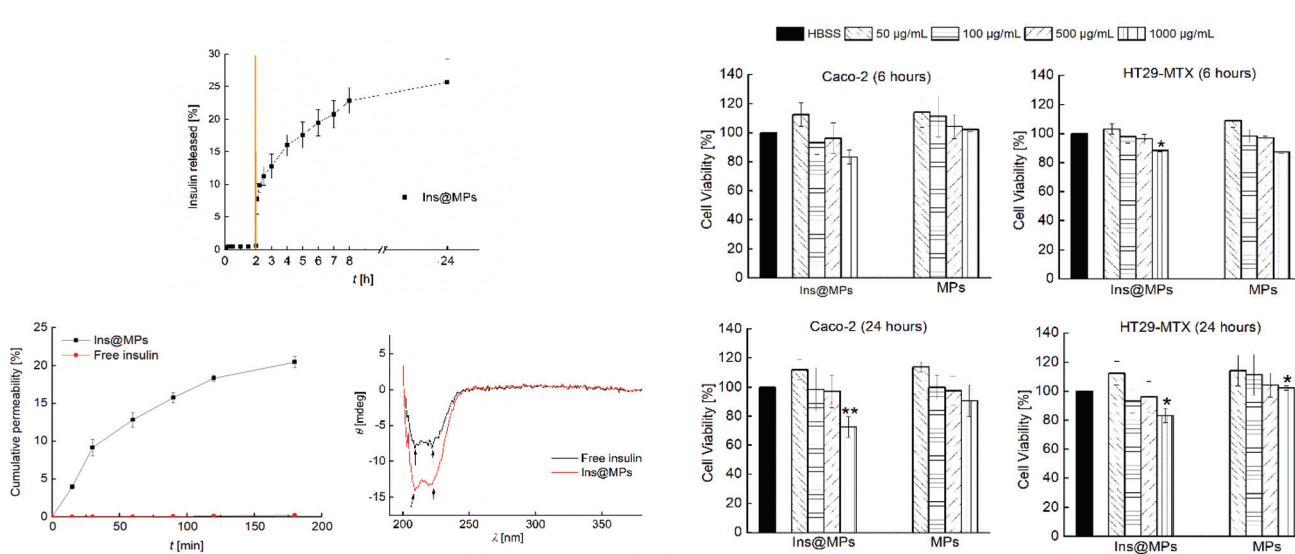 30
25
20
15
10
5
0
Insulin released [%]
Ins@MPs
0 2 3 4 5 6 7 8 24
t [h]
25
20
15
10
5
0
Cumulative permeability [%]
Ins@MPs
Free insulin
0 50 100 150 200
t [min]
0
-5
-10
-15
θ [mdeg]
Free insulin
Ins@MPs
200 250 300 350
λ [nm]
HBSS 50 µg/mL 100 µg/mL 500 µg/mL 1000 µg/mL
Caco-2 (6 hours)
140
120
100
80
60
40
20
0
Cell Viability [%]
Ins@MPs MPs
HT29-MTX (6 hours)
140
120
100
80
60
40
20
0
Cell Viability [%]
*
Ins@MPs MPs
Caco-2 (24 hours)
140
120
100
80
60
40
20
0
Cell Viability [%]
**
Ins@MPs MPs
HT29-MTX (24 hours)
140
120
100
80
60
40
20
0
Cell Viability [%]
* *
Ins@MPs MPs